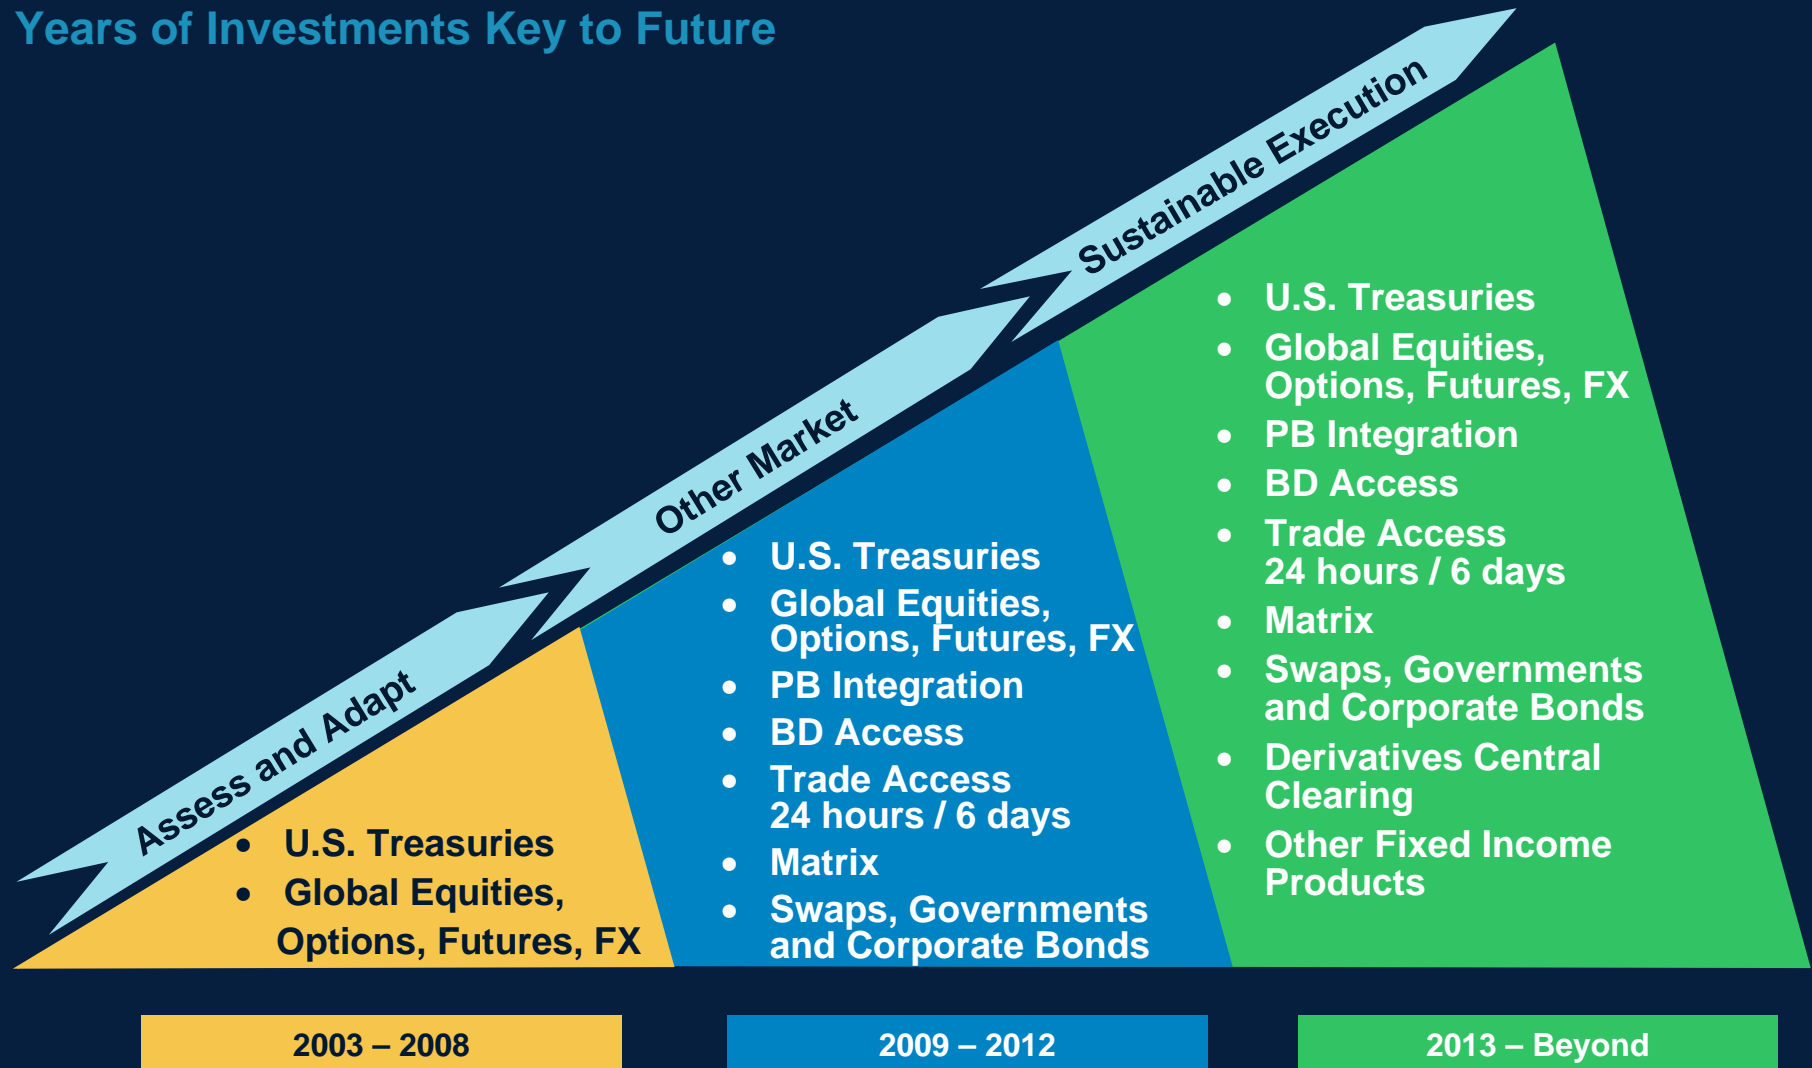 Years of Investments Key to Future
Assess and Adapt
Other Market
Sustainable Execution
• U.S. Treasuries
• Global Equities,
Options, Futures, FX
• U.S. Treasuries
• Global Equities,
Options, Futures, FX
• PB Integration
• BD Access
• Trade Access
24 hours / 6 days
• Matrix
• Swaps, Governments
and Corporate Bonds
• U.S. Treasuries
• Global Equities,
Options, Futures, FX
• PB Integration
• BD Access
• Trade Access
24 hours / 6 days
• Matrix
• Swaps, Governments
and Corporate Bonds
• Derivatives Central
Clearing
• Other Fixed Income
Products
2003 – 2008
2009 – 2012
2013 – Beyond